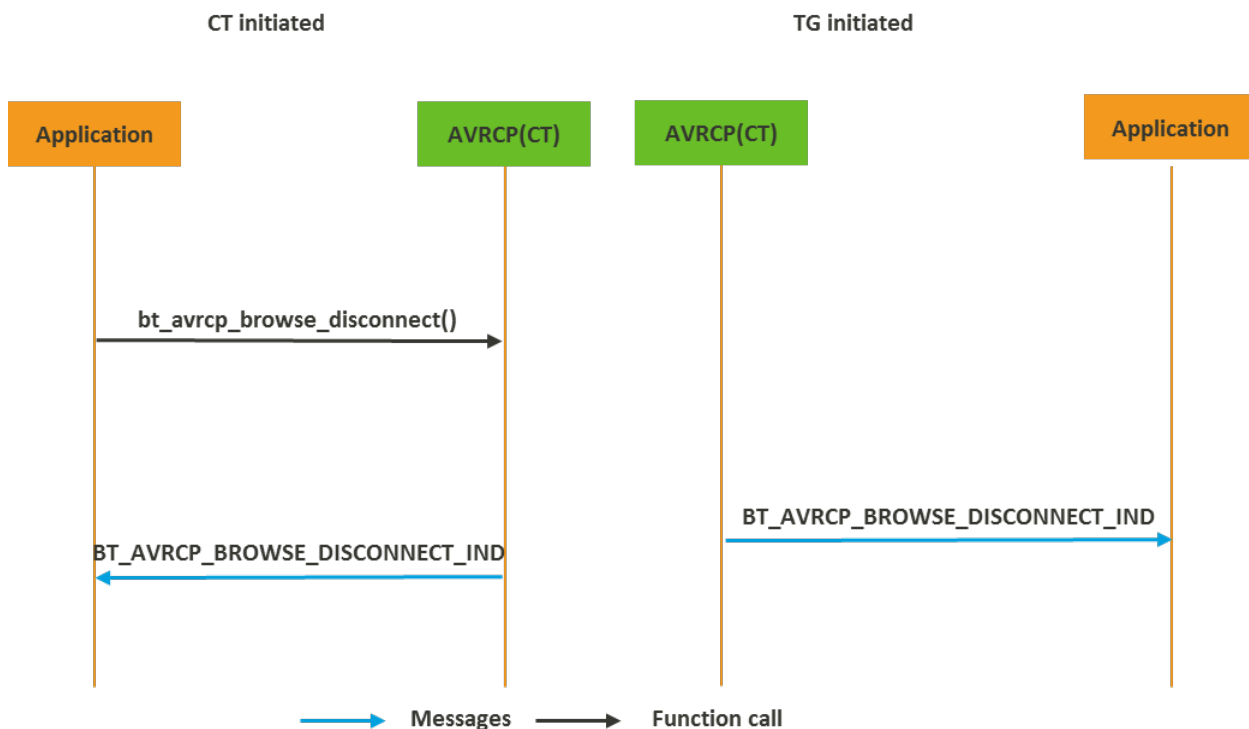 CT initiated
TG initiated
Application
AVRCP(CT)
AVRCP(CT)
Application
bt_avrcp_browse_disconnect()
BT_AVRCP_BROWSE_DISCONNECT_IND
BT_AVRCP_BROWSE_DISCONNECT_IND
Messages
Function call